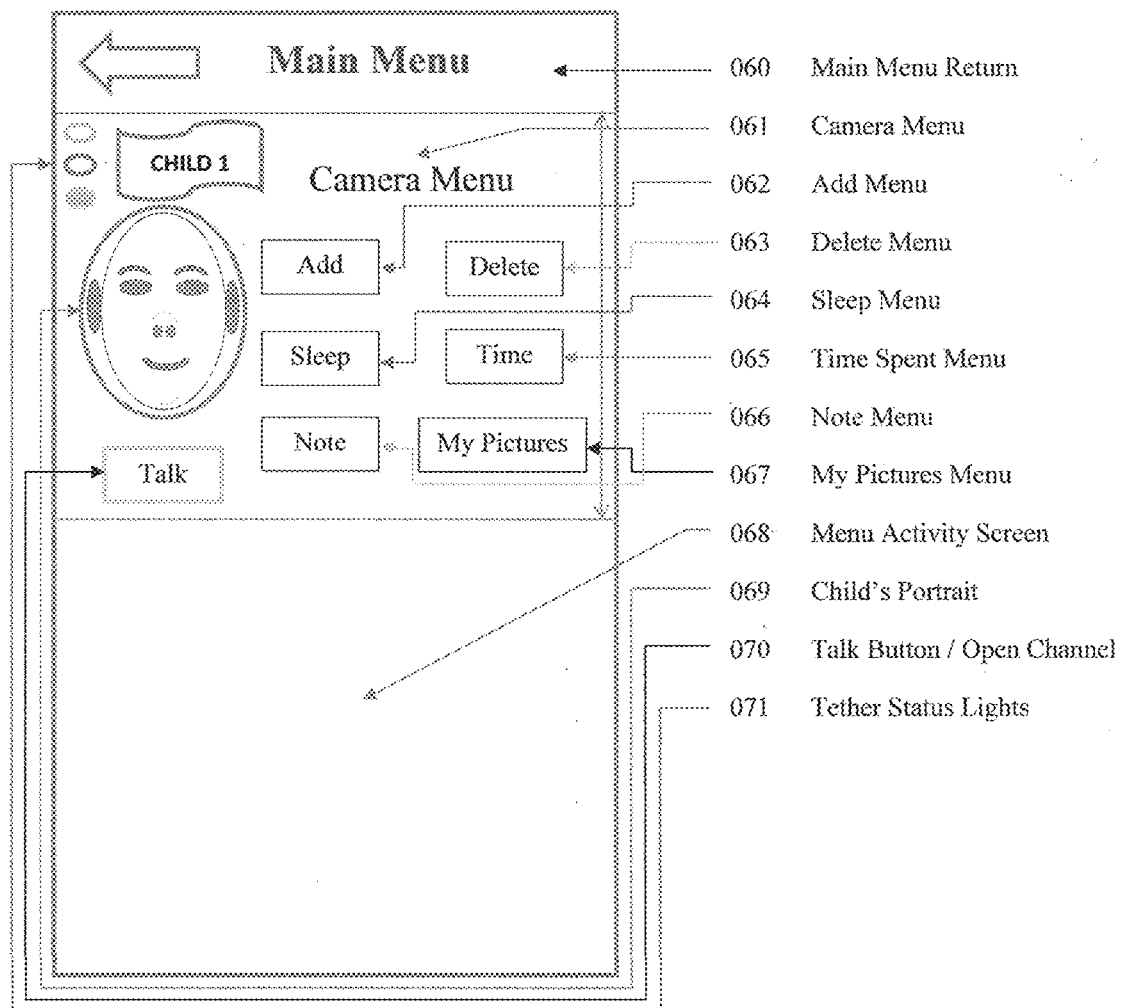 Main Menu
CHILD 1
Camera Menu
Add
Delete
Sleep
Time
Note
My Pictures
Talk
060 Main Menu Return
061 Camera Menu
062 Add Menu
063 Delete Menu
064 Sleep Menu
065 Time Spent Menu
066 Note Menu
067 My Pictures Menu
068 Menu Activity Screen
069 Child's Portrait
070 Talk Button / Open Channel
071 Tether Status Lights